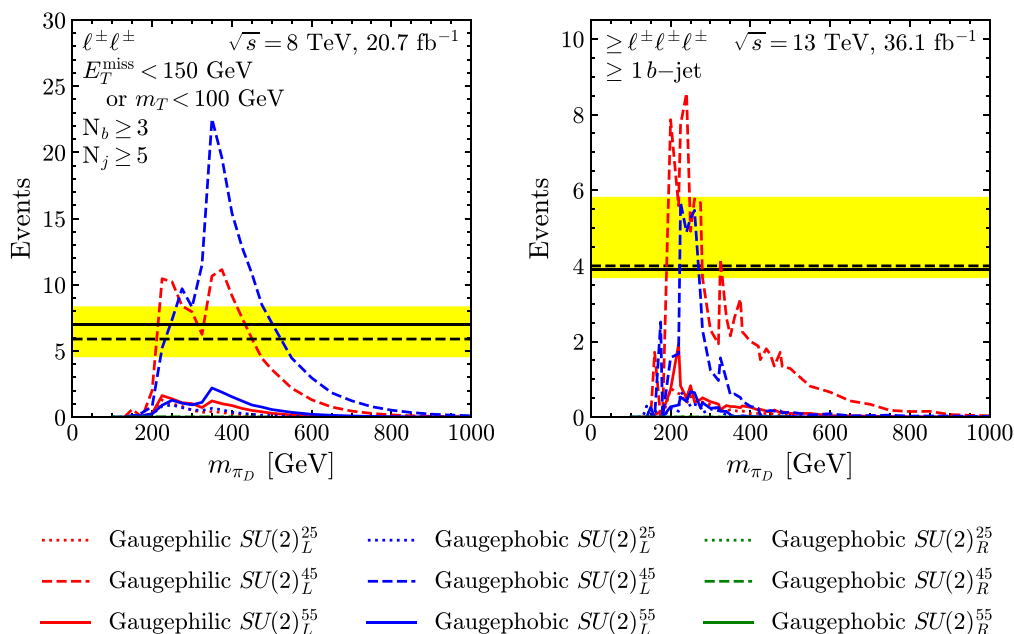 ℓ±ℓ± √s = 8 TeV, 20.7 fb⁻¹
E_T^miss < 150 GeV
or m_T < 100 GeV
N_b ≥ 3
N_j ≥ 5
Events
30
25
20
15
10
5
0
0 200 400 600 800 1000
m_{π_D} [GeV]
≥ ℓ±ℓ±ℓ± √s = 13 TeV, 36.1 fb⁻¹
≥ 1 b−jet
Events
10
8
6
4
2
0
0 200 400 600 800 1000
m_{π_D} [GeV]
Gaugephilic SU(2)_L^25 Gaugephobic SU(2)_L^25 Gaugephobic SU(2)_R^25
Gaugephilic SU(2)_L^45 Gaugephobic SU(2)_L^45 Gaugephobic SU(2)_R^45
Gaugephilic SU(2)_L^55 Gaugephobic SU(2)_L^55 Gaugephobic SU(2)_R^55